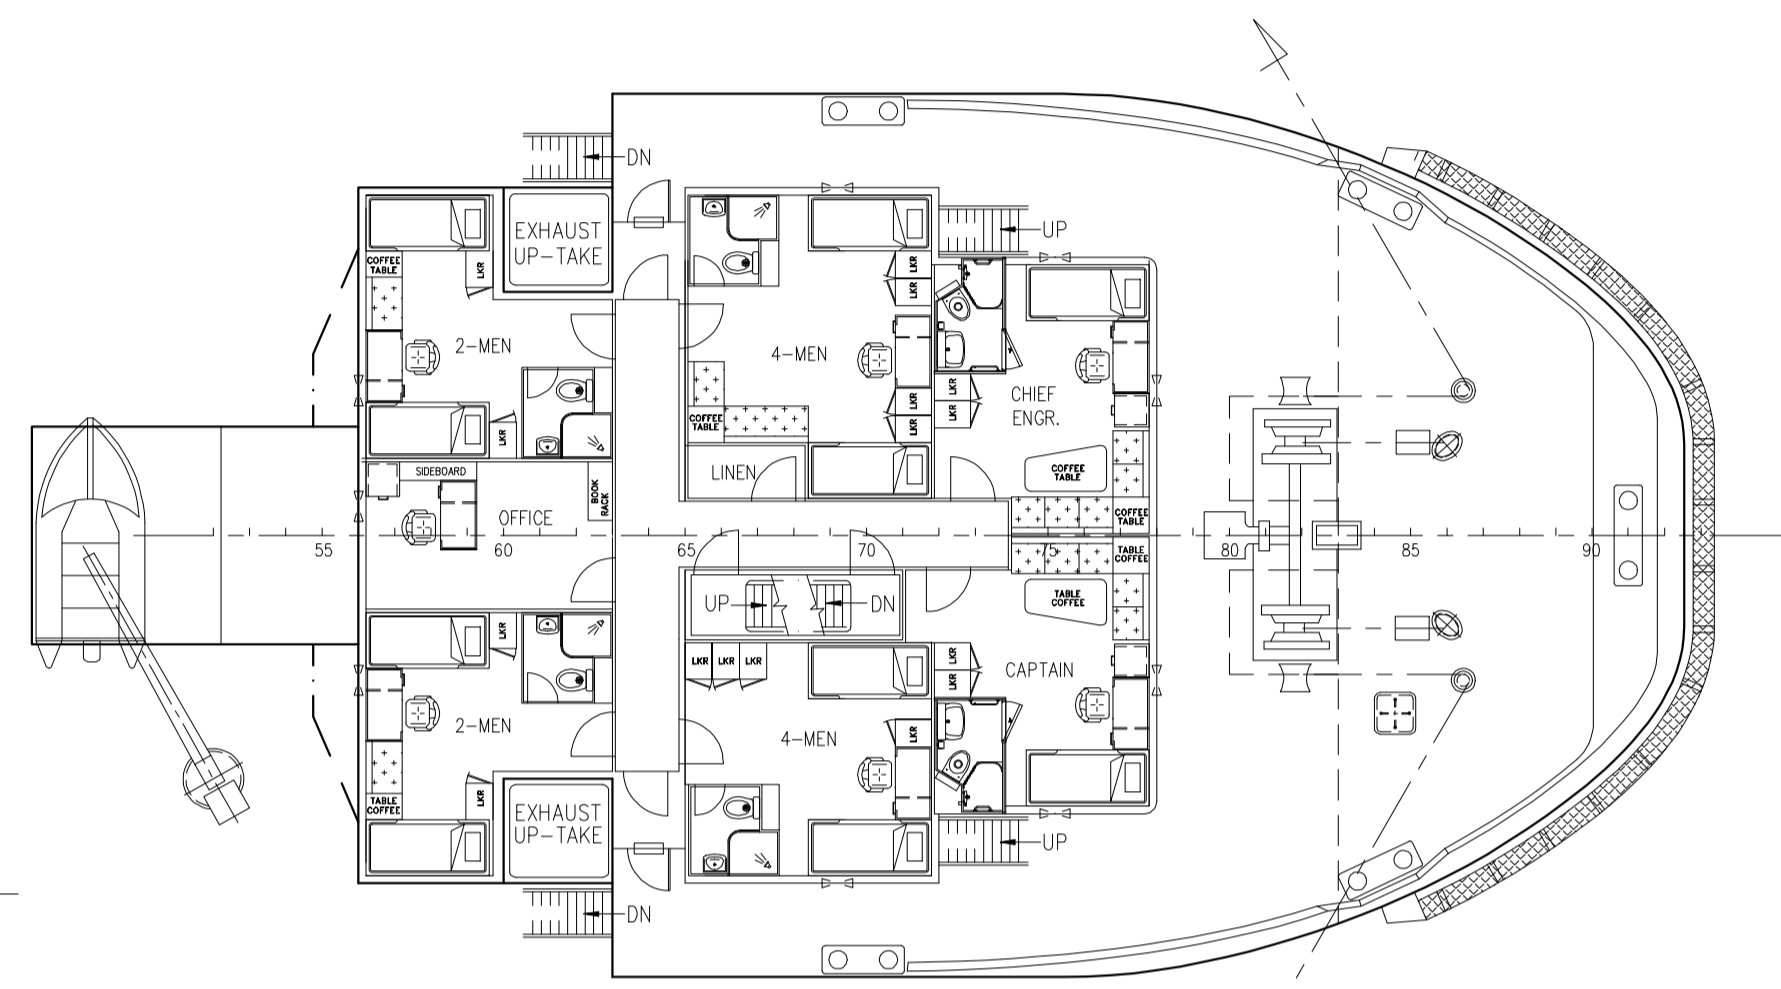 DN
EXHAUST
UP-TAKE
UP
COFFEE
TABLE
LKR
2-MEN
LKR
4-MEN
LKR
LKR
LKR
LKR
LKR
LKR
CHIEF
ENGR.
COFFEE
TABLE
LINEN
COFFEE
TABLE
SIDEBOARD
BOOK
RACK
OFFICE
COFFEE
TABLE
55
60
65
70
75
80
85
90
TABLE
COFFEE
UP
DN
TABLE
COFFEE
LKR
LKR
LKR
LKR
LKR
LKR
CAPTAIN
2-MEN
4-MEN
LKR
TABLE
COFFEE
LKR
EXHAUST
UP-TAKE
UP
DN